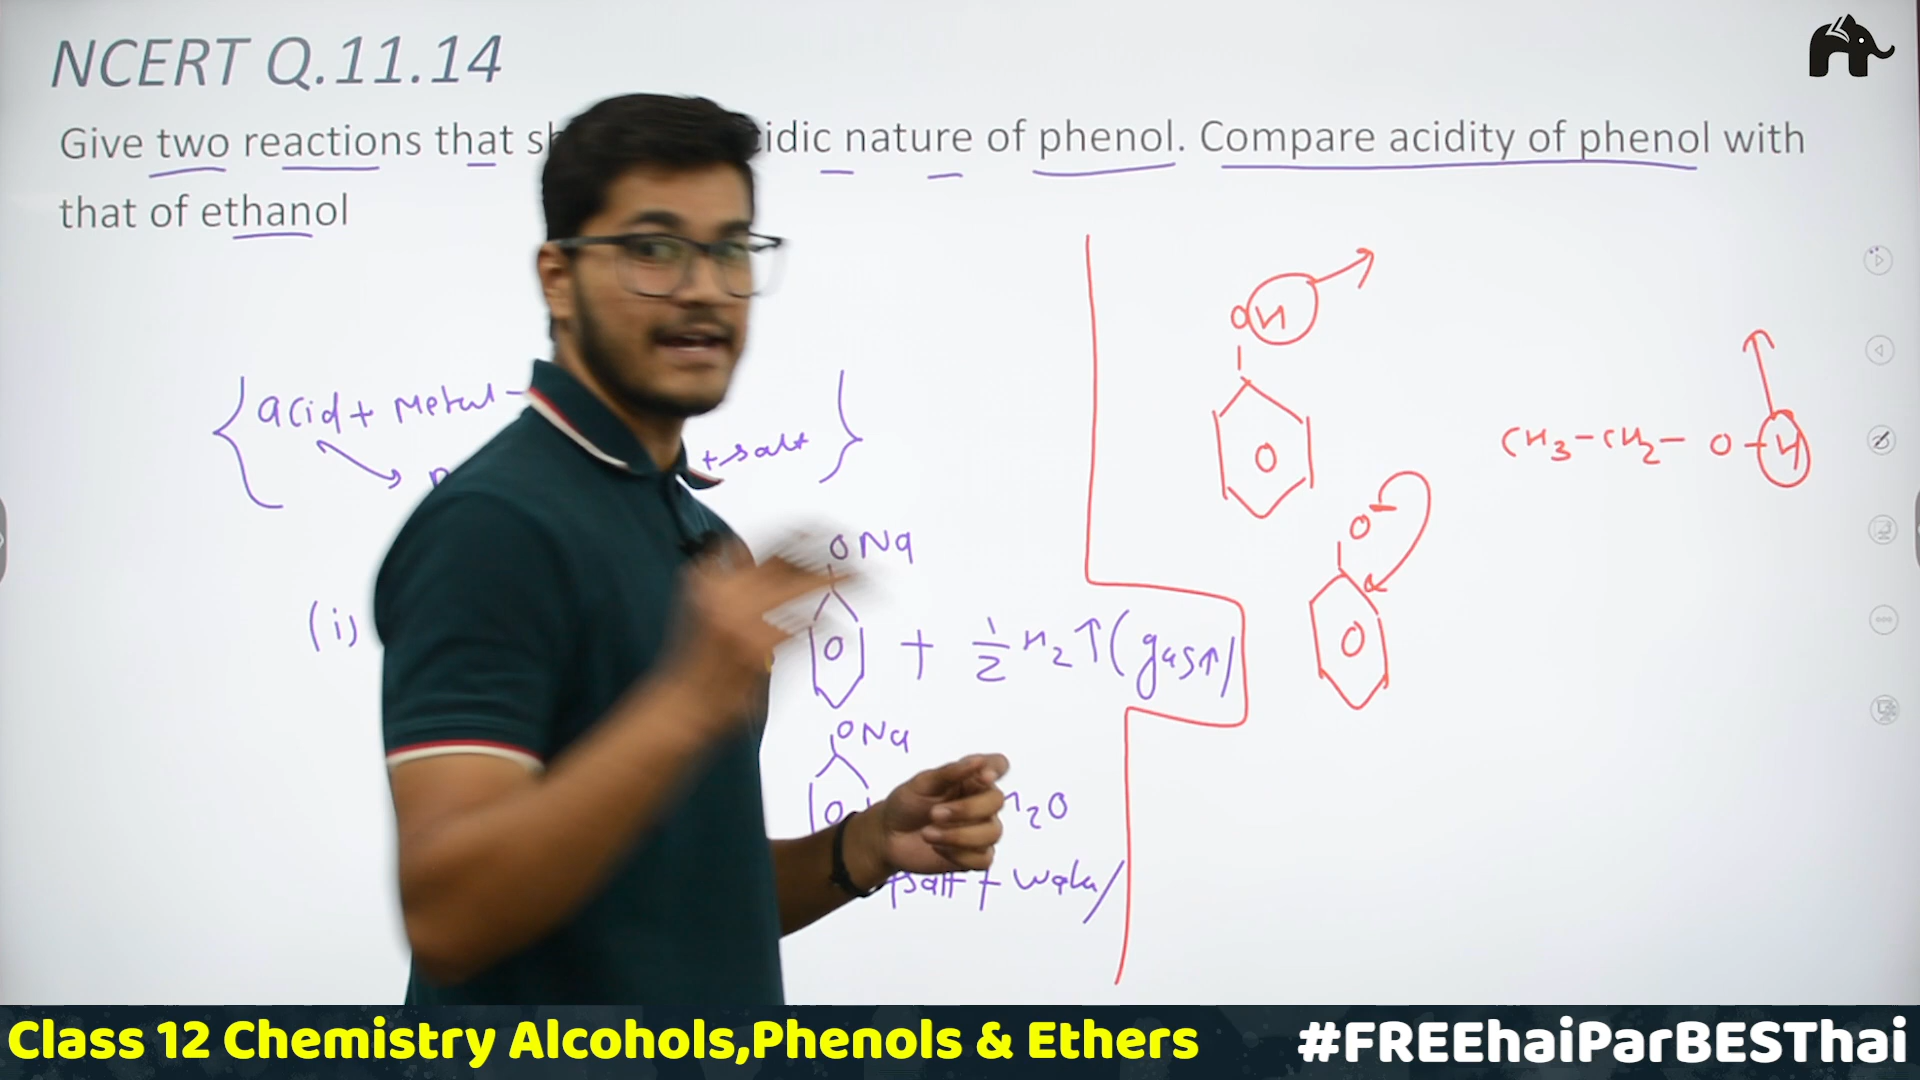 NCERT Q.11.14
Give two reactions that idic nature of phenol. Compare acidity of phenol with
that of ethanol
OH
acid + Metal -
+ salt
CH3-CH2-O-H
O-
ONa
(i) + 1/2 H2↑(gas↑)
ONa
H2O
salt + water
Class 12 Chemistry Alcohols,Phenols & Ethers
#FREEhaiParBESThai